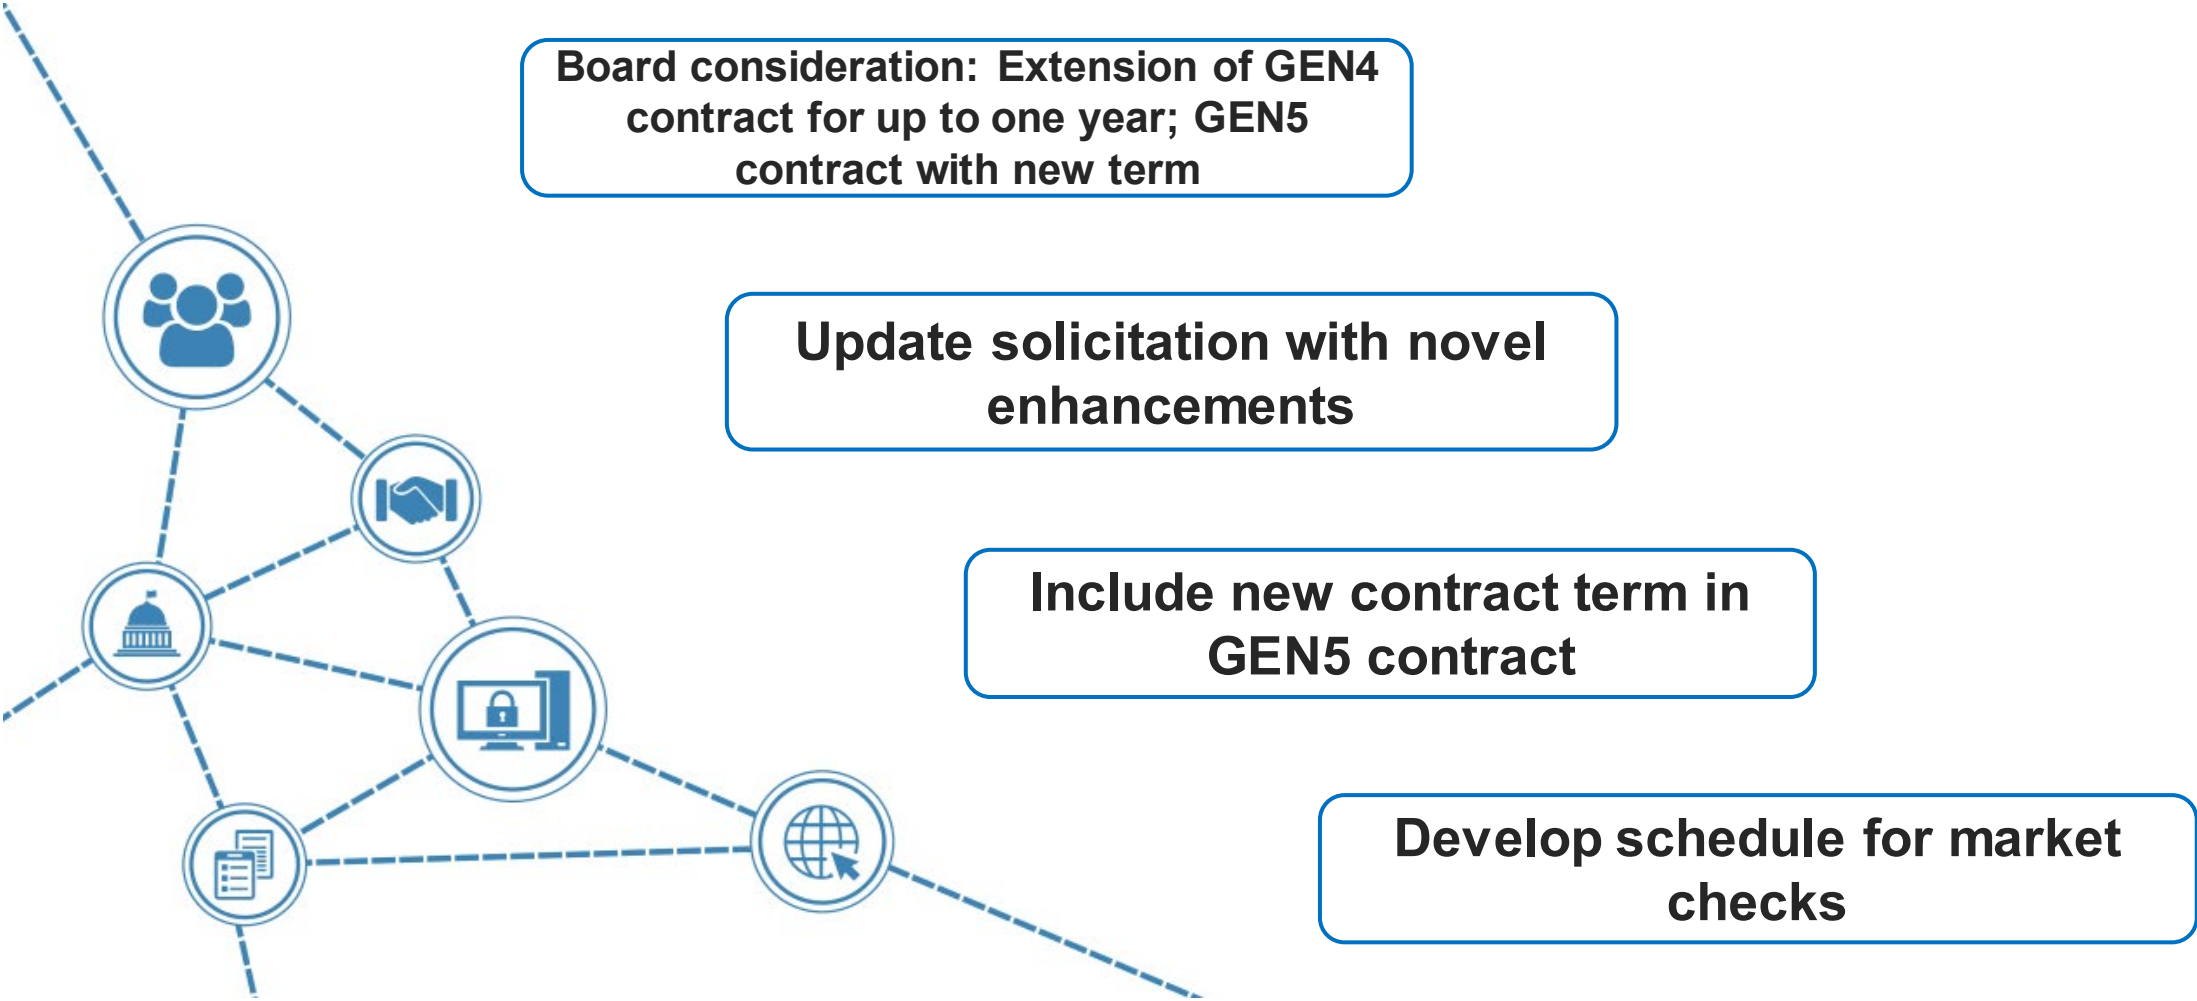 Board consideration: Extension of GEN4
contract for up to one year; GEN5
contract with new term
Update solicitation with novel
enhancements
Include new contract term in
GEN5 contract
Develop schedule for market
checks